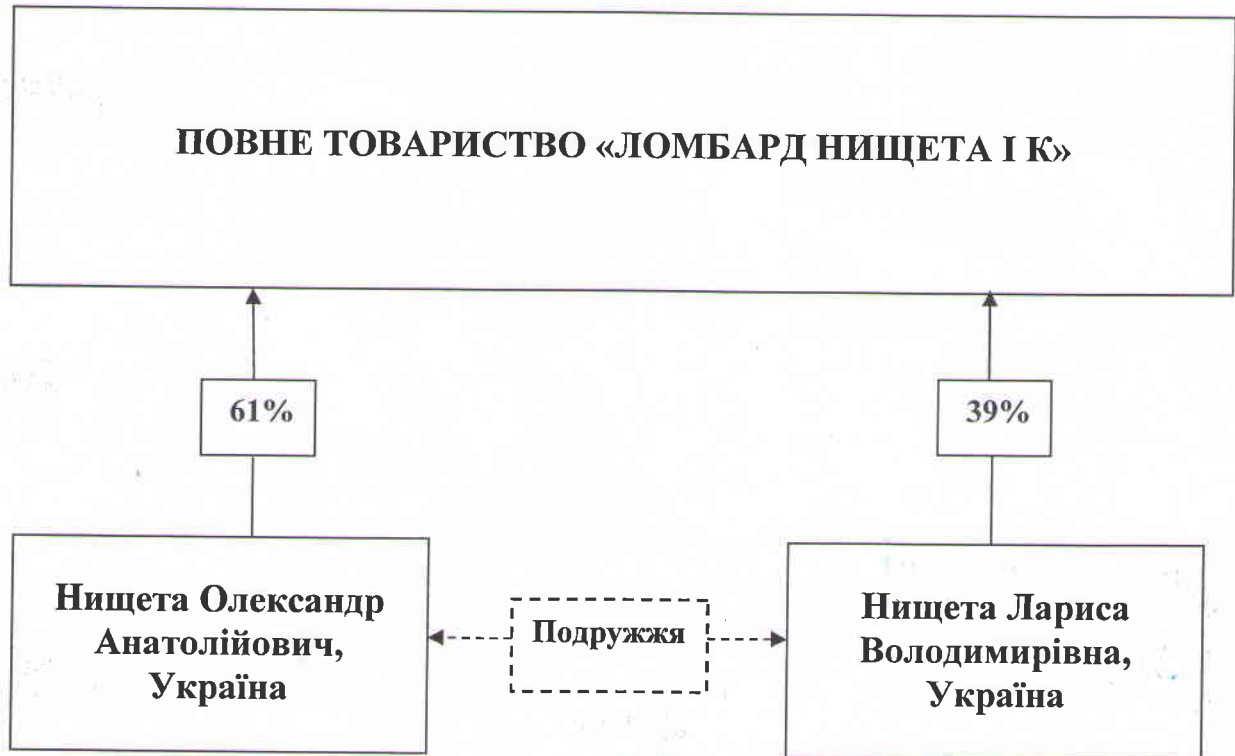 ПОВНЕ ТОВАРИСТВО «ЛОМБАРД НИЩЕТА І К»
61%
39%
Нищета Олександр
Анатолійович,
Україна
Подружжя
Нищета Лариса
Володимирівна,
Україна